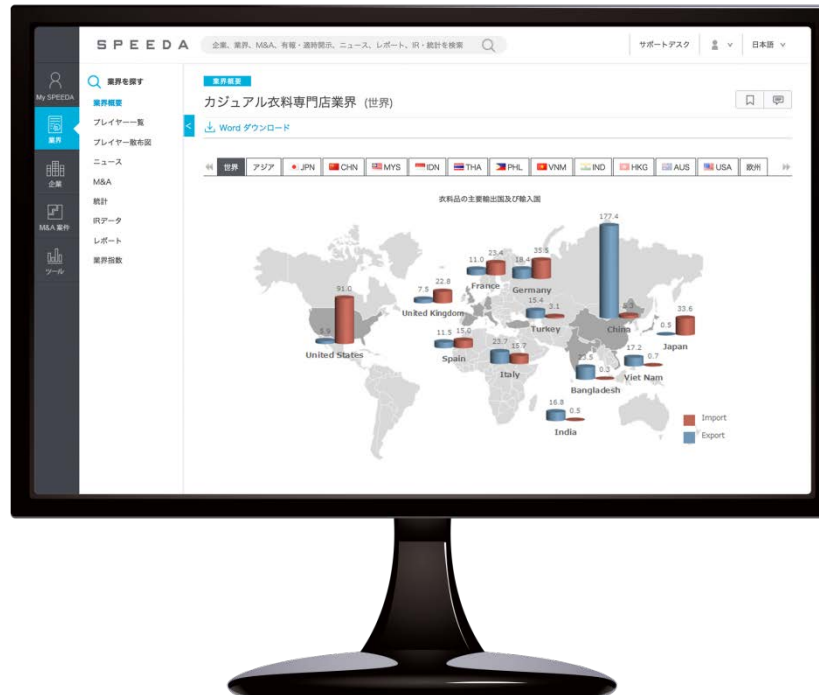 SPEEDA
企業、業界、M&A、有報・適時開示、ニュース、レポート、IR・統計を検索
サポートデスク
日本語
My SPEEDA
業界
企業
M&A 案件
ツール
業界を探す
業界概要
プレイヤー一覧
プレイヤー散布図
ニュース
M&A
統計
IRデータ
レポート
業界指数
業界概要
カジュアル衣料専門店業界 (世界)
Word ダウンロード
世界 アジア JPN CHN MYS IDN THA PHL VNM IND HKG AUS USA 欧州
衣料品の主要輸出国及び輸入国
177.4
11.0 23.4
France
18.4
Germany
7.5 22.8
United Kingdom
91.0
United States
15.4 3.1
Turkey
China
0.5 33.6
Japan
11.5 15.0
Spain
23.7 15.7
Italy
17.2 0.7
Viet Nam
Bangladesh
16.8 0.5
India
Import
Export